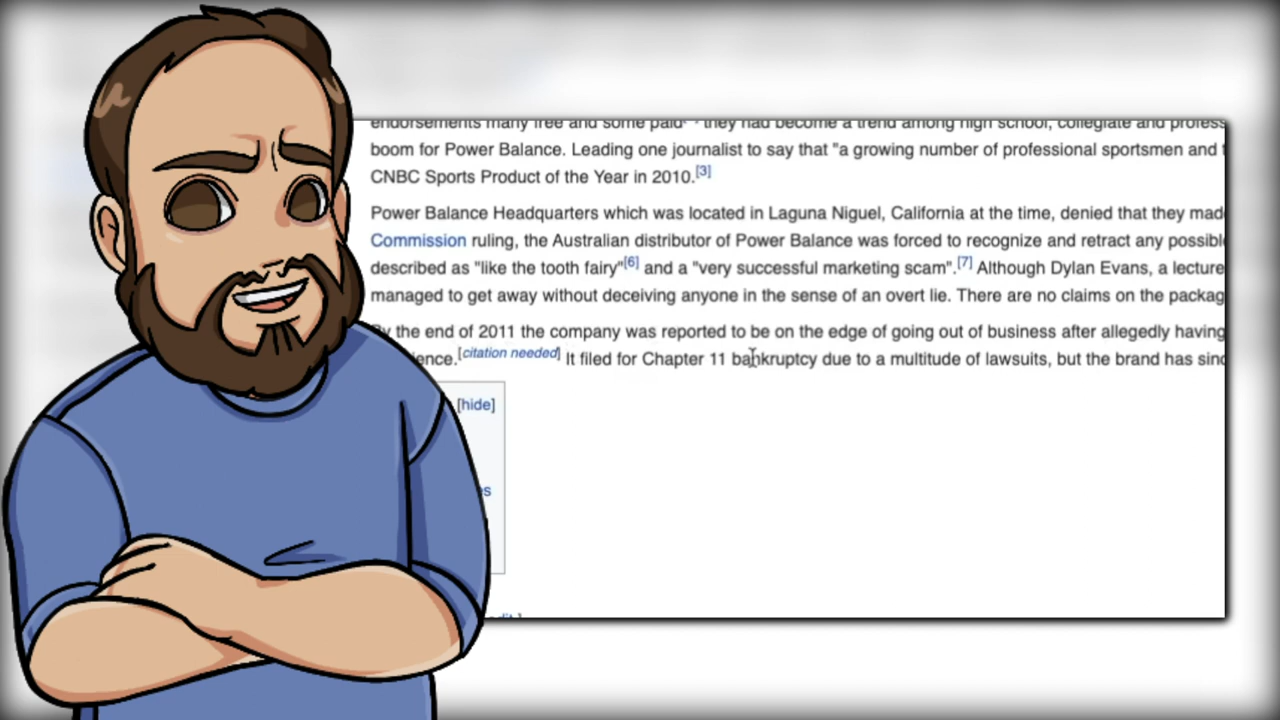 endorsements many free and some paid they had become a trend among high school, collegiate and profess
boom for Power Balance. Leading one journalist to say that "a growing number of professional sportsmen and
CNBC Sports Product of the Year in 2010.[3]
Power Balance Headquarters which was located in Laguna Niguel, California at the time, denied that they mad
Commission ruling, the Australian distributor of Power Balance was forced to recognize and retract any possibl
described as "like the tooth fairy"[6] and a "very successful marketing scam".[7] Although Dylan Evans, a lecture
managed to get away without deceiving anyone in the sense of an overt lie. There are no claims on the packag
y the end of 2011 the company was reported to be on the edge of going out of business after allegedly having
ience.[citation needed] It filed for Chapter 11 bankruptcy due to a multitude of lawsuits, but the brand has sinc
[hide]